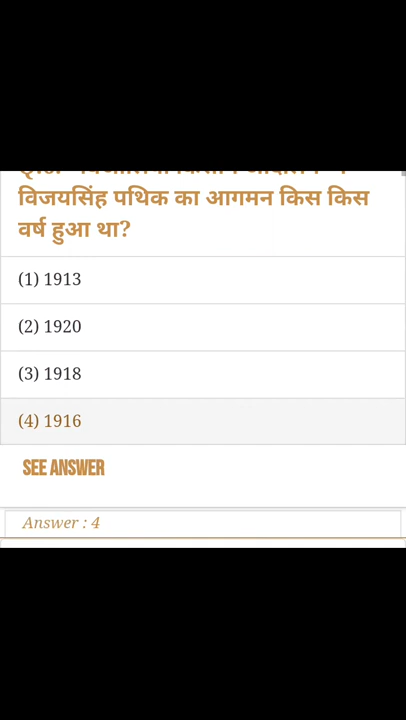 विजयसिंह पथिक का आगमन किस किस
वर्ष हुआ था?
(1) 1913
(2) 1920
(3) 1918
(4) 1916
SEE ANSWER
Answer : 4